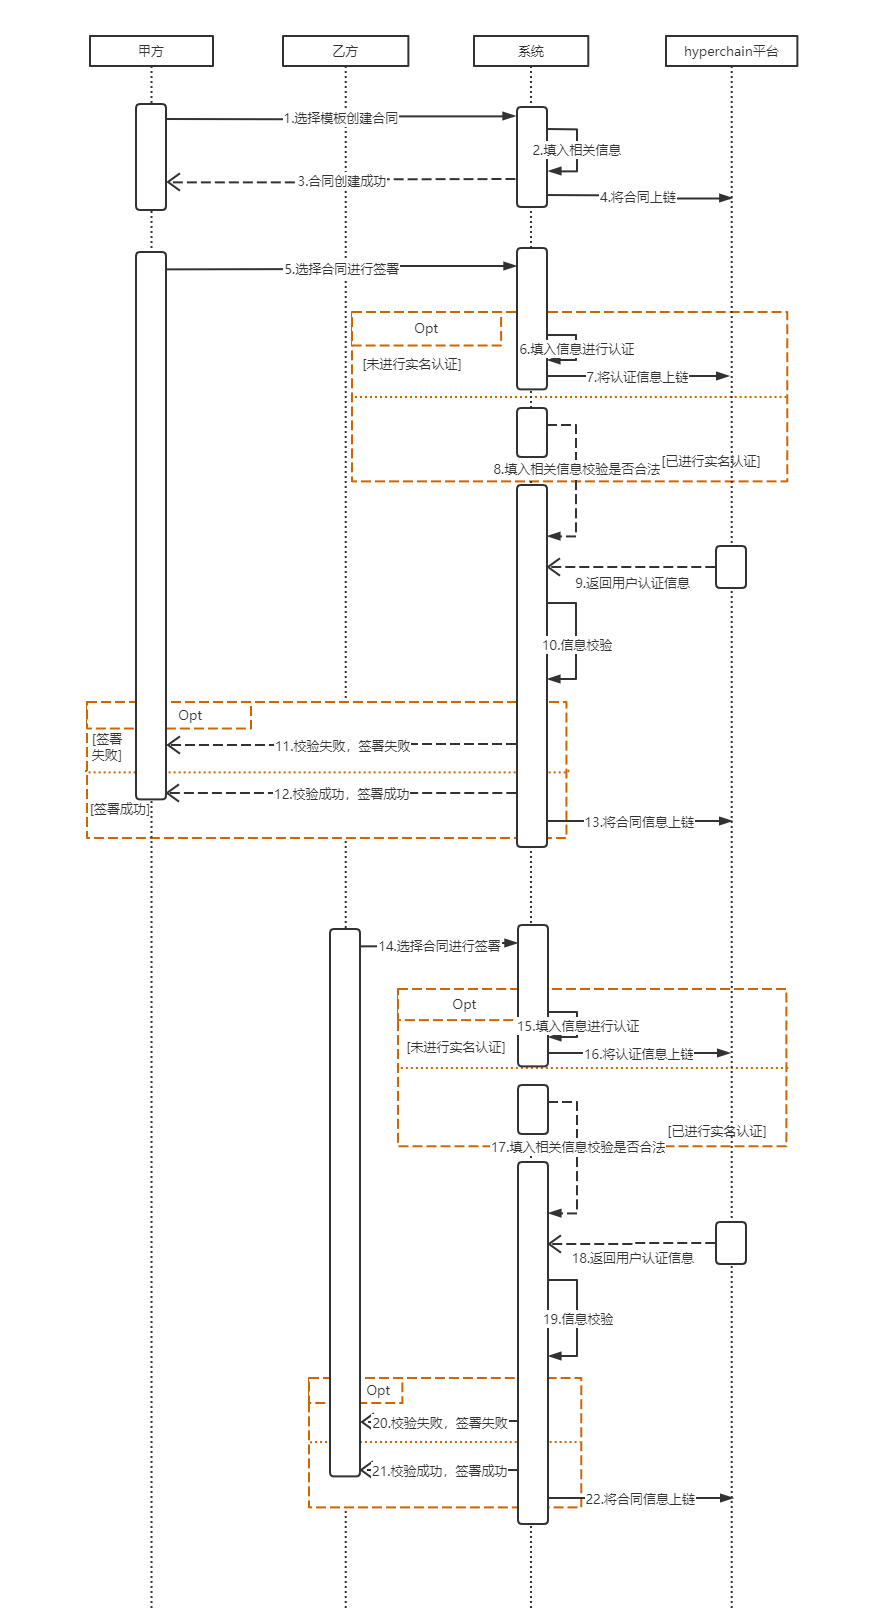 甲方
乙方
系统
hyperchain平台
1.选择模板创建合同
2.填入相关信息
3.合同创建成功
4.将合同上链
5.选择合同进行签署
Opt
6.填入信息进行认证
[未进行实名认证]
7.将认证信息上链
[已进行实名认证]
8.填入相关信息校验是否合法
9.返回用户认证信息
10.信息校验
Opt
[签署
失败]
11.校验失败，签署失败
12.校验成功，签署成功
[签署成功]
13.将合同信息上链
14.选择合同进行签署
Opt
15.填入信息进行认证
[未进行实名认证]
16.将认证信息上链
[已进行实名认证]
17.填入相关信息校验是否合法
18.返回用户认证信息
19.信息校验
Opt
20.校验失败，签署失败
21.校验成功，签署成功
22.将合同信息上链